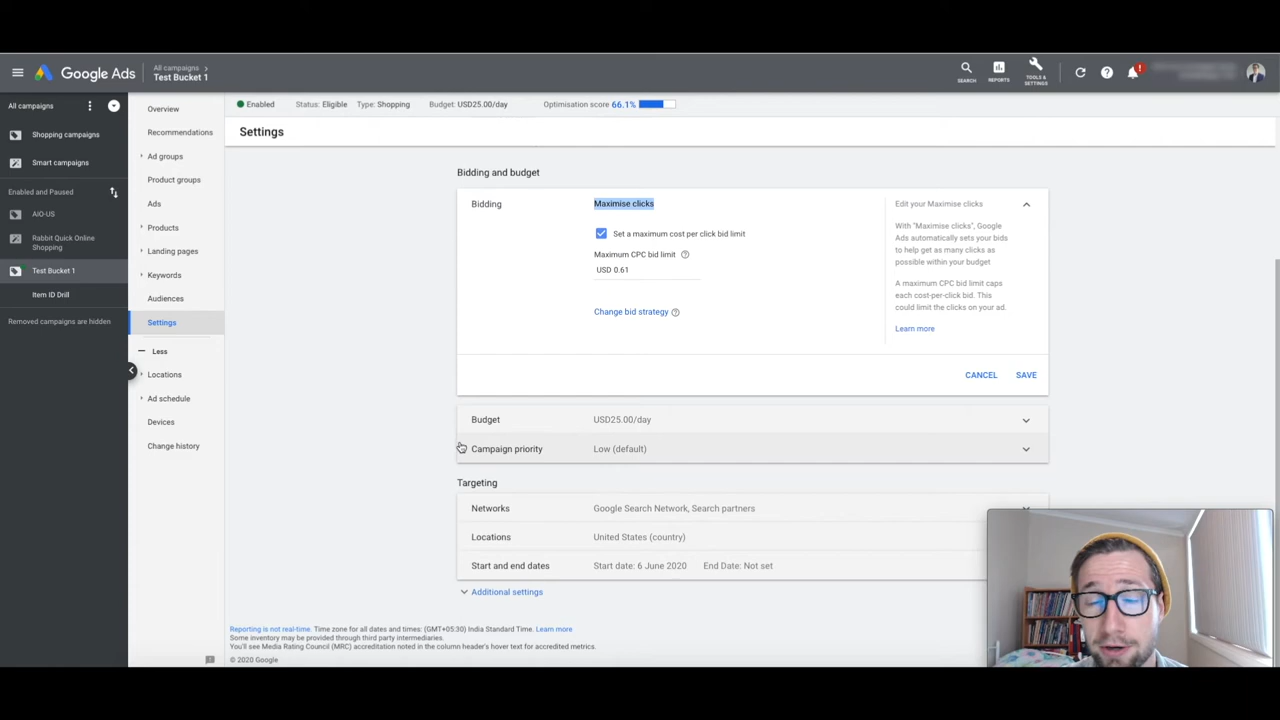 Google Ads
All campaigns
Test Bucket 1
SEARCH
REPORTS
TOOLS &
SETTINGS
!
All campaigns
Shopping campaigns
Smart campaigns
Enabled and Paused
AIO-US
Rabbit Quick Online
Shopping
Test Bucket 1
Item ID Drill
Removed campaigns are hidden
Overview
Recommendations
Ad groups
Product groups
Ads
Products
Landing pages
Keywords
Audiences
Settings
Less
Locations
Ad schedule
Devices
Change history
Enabled Status: Eligible Type: Shopping Budget: USD25.00/day Optimisation score 66.1%
Settings
Bidding and budget
Bidding
Maximise clicks
Set a maximum cost per click bid limit
Maximum CPC bid limit
USD 0.61
Change bid strategy
Edit your Maximise clicks
With "Maximise clicks", Google
Ads automatically sets your bids
to help get as many clicks as
possible within your budget
A maximum CPC bid limit caps
each cost-per-click bid. This
could limit the clicks on your ad.
Learn more
CANCEL SAVE
Budget USD25.00/day
Campaign priority Low (default)
Targeting
Networks Google Search Network, Search partners
Locations United States (country)
Start and end dates Start date: 6 June 2020 End Date: Not set
Additional settings
Reporting is not real-time. Time zone for all dates and times: (GMT+05:30) India Standard Time. Learn more
Some inventory may be provided through third party intermediaries.
You'll see Media Rating Council (MRC) accreditation noted in the column header's hover text for accredited metrics.
© 2020 Google